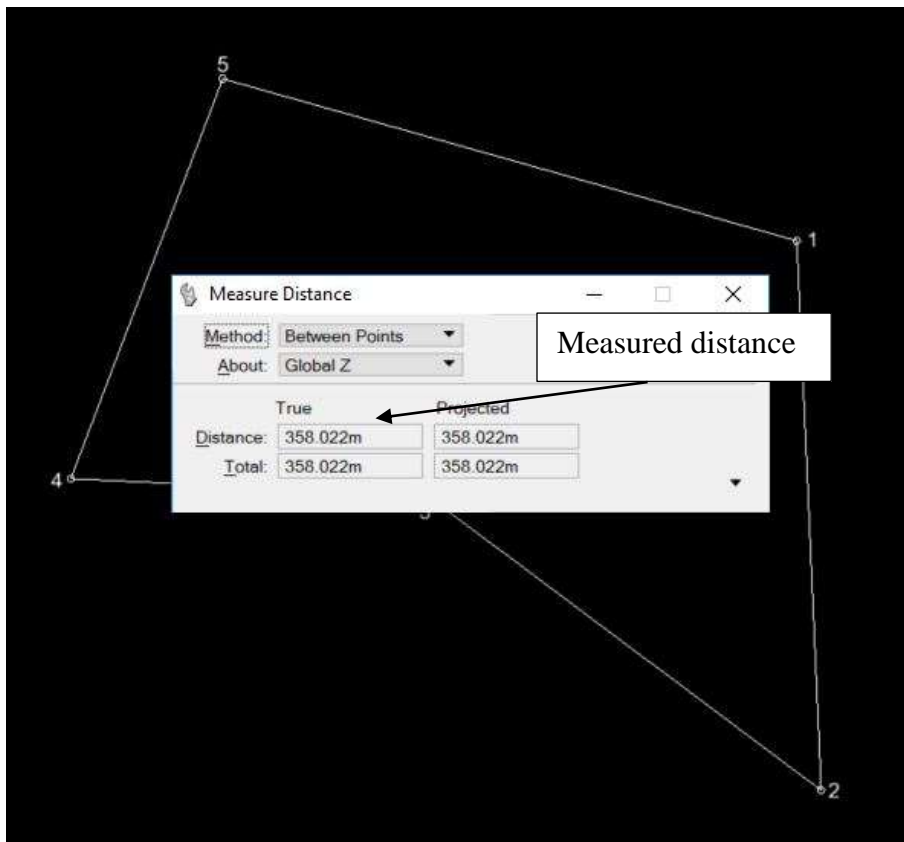 5
1
Measure Distance
Method: Between Points
About: Global Z
Measured distance
True Projected
Distance: 358.022m 358.022m
Total: 358.022m 358.022m
4
2